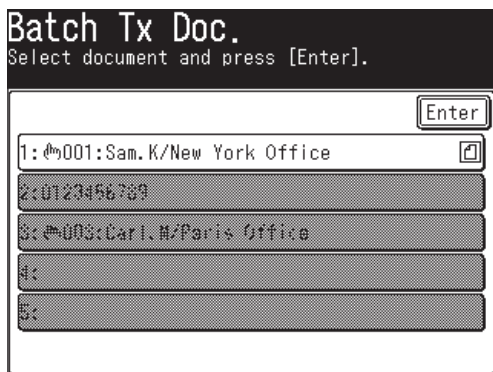 Batch Tx Doc.
Select document and press [Enter].
Enter
1:001:Sam.K/New York Office
2:0123456789
3:003:Carl.M/Paris Office
4:
5: